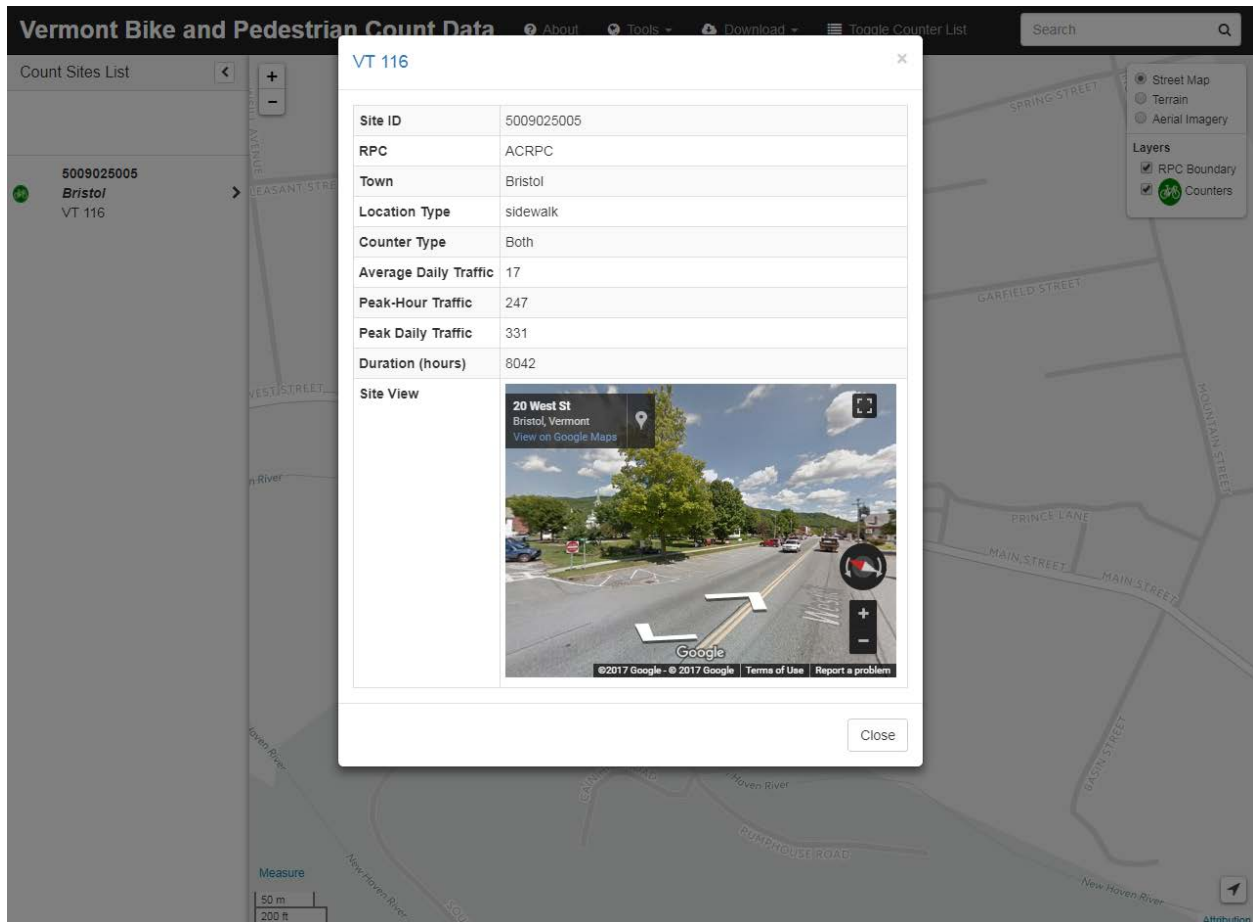 Vermont Bike and Pedestrian Count Data
About
Tools
Download
Toggle Counter List
Search
Count Sites List
5009025005
Bristol
VT 116
VT 116
×
Site ID 5009025005
RPC ACRPC
Town Bristol
Location Type sidewalk
Counter Type Both
Average Daily Traffic 17
Peak-Hour Traffic 247
Peak Daily Traffic 331
Duration (hours) 8042
Site View
20 West St
Bristol, Vermont
View on Google Maps
+
−
Google
©2017 Google - © 2017 Google Terms of Use Report a problem
Close
+
−
Street Map
Terrain
Aerial Imagery
Layers
RPC Boundary
Counters
SPRING STREET
GARFIELD STREET
MOUNTAIN STREET
PRINCE LANE
MAIN STREET
MAIN STREET
BASIN STREET
AVENUE
WEST STREET
River
Haven River
PUMPHOUSE ROAD
New Haven River
New Haven River
Measure
50 m
200 ft
Attribution